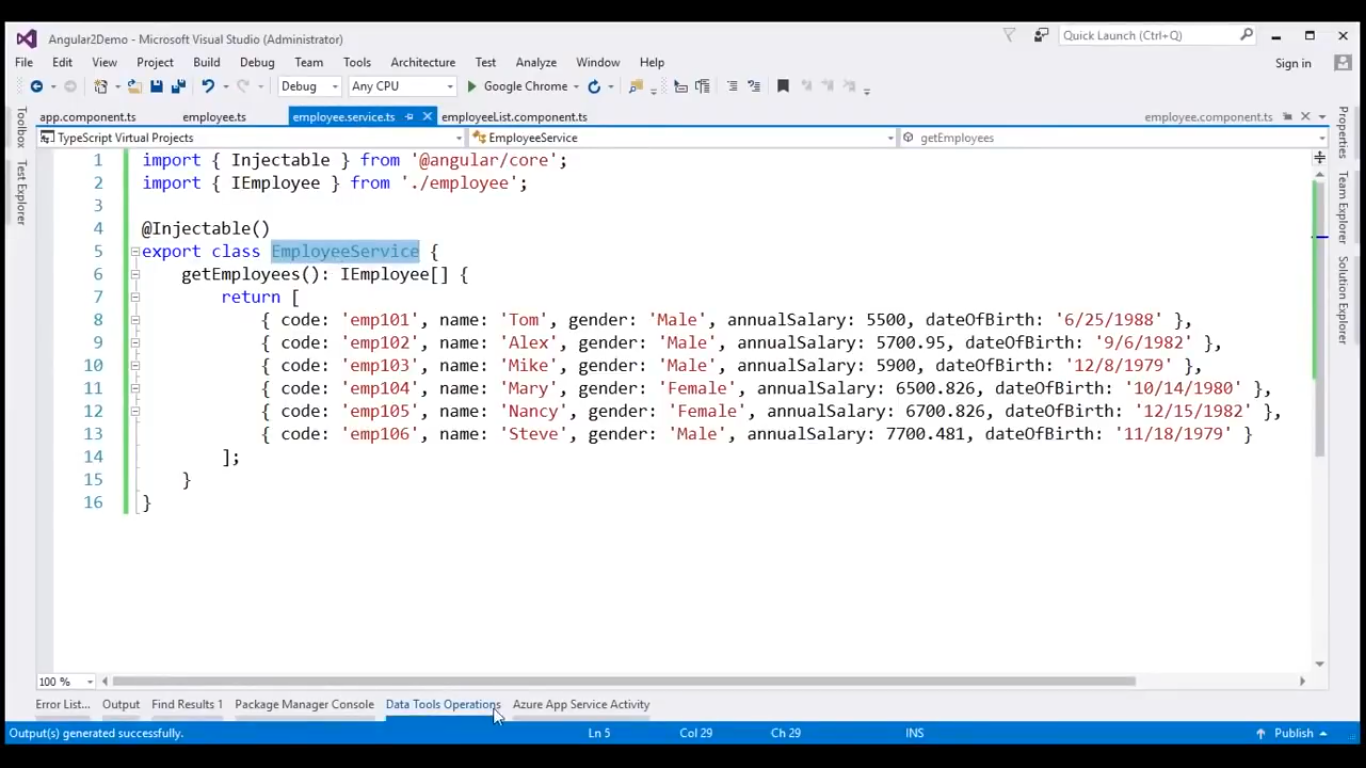 Angular2Demo - Microsoft Visual Studio (Administrator)
Quick Launch (Ctrl+Q)
File Edit View Project Build Debug Team Tools Architecture Test Analyze Window Help
Sign in
Debug Any CPU Google Chrome
app.component.ts employee.ts employee.service.ts employeeList.component.ts employee.component.ts
TypeScript Virtual Projects EmployeeService getEmployees
Toolbox
Test Explorer
1 import { Injectable } from '@angular/core';
2 import { IEmployee } from './employee';
3
4 @Injectable()
5 export class EmployeeService {
6 getEmployees(): IEmployee[] {
7 return [
8 { code: 'emp101', name: 'Tom', gender: 'Male', annualSalary: 5500, dateOfBirth: '6/25/1988' },
9 { code: 'emp102', name: 'Alex', gender: 'Male', annualSalary: 5700.95, dateOfBirth: '9/6/1982' },
10 { code: 'emp103', name: 'Mike', gender: 'Male', annualSalary: 5900, dateOfBirth: '12/8/1979' },
11 { code: 'emp104', name: 'Mary', gender: 'Female', annualSalary: 6500.826, dateOfBirth: '10/14/1980' },
12 { code: 'emp105', name: 'Nancy', gender: 'Female', annualSalary: 6700.826, dateOfBirth: '12/15/1982' },
13 { code: 'emp106', name: 'Steve', gender: 'Male', annualSalary: 7700.481, dateOfBirth: '11/18/1979' }
14 ];
15 }
16 }
Properties
Team Explorer
Solution Explorer
100 %
Error List... Output Find Results 1 Package Manager Console Data Tools Operations Azure App Service Activity
Output(s) generated successfully. Ln 5 Col 29 Ch 29 INS Publish